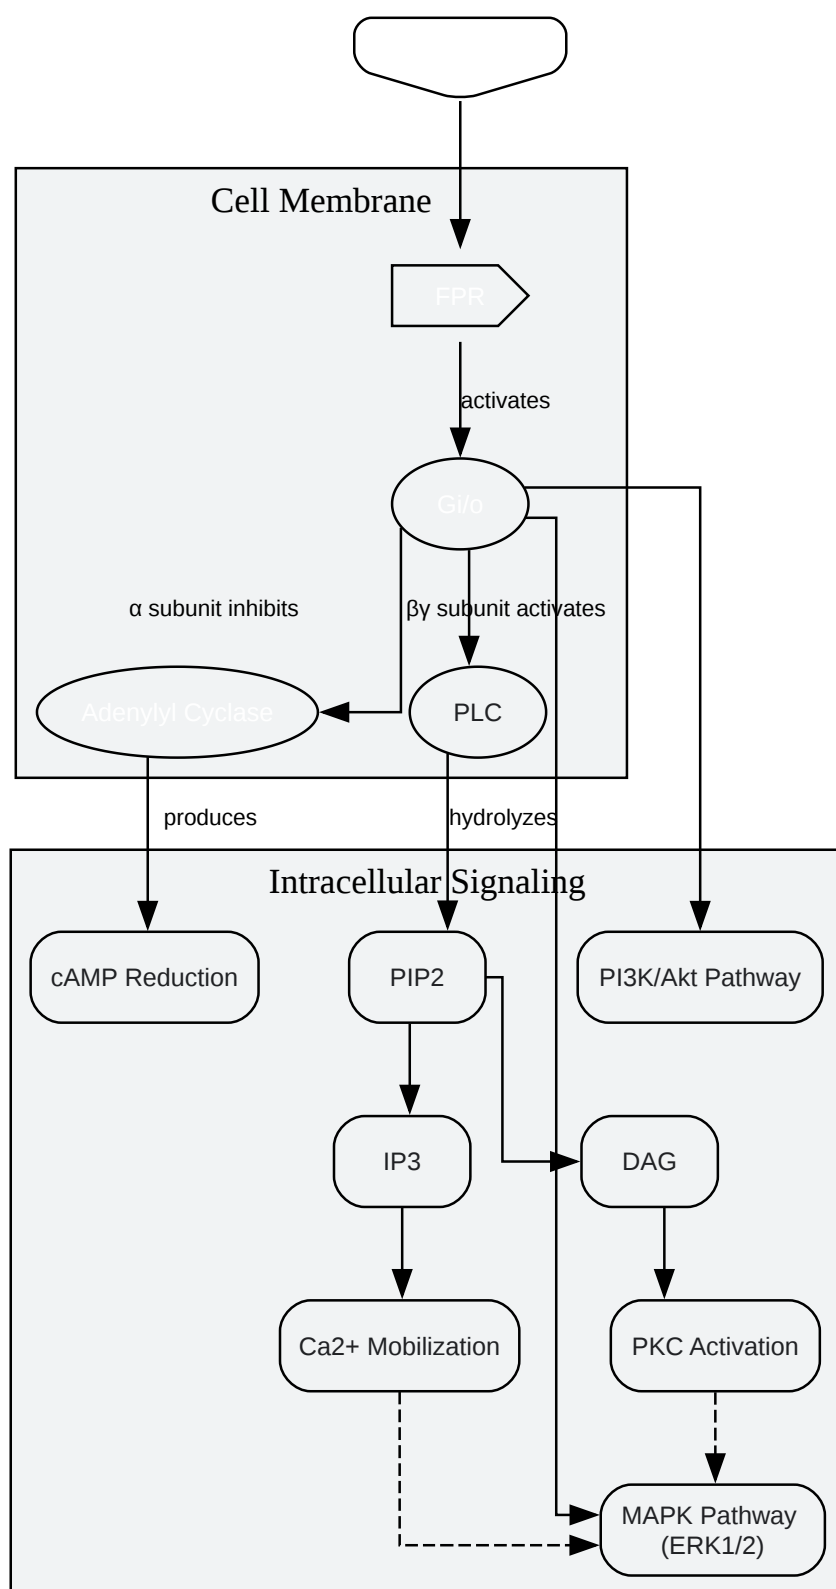 Cell Membrane
FPR
activates
Gi/o
α subunit inhibits
βγ subunit activates
Adenylyl Cyclase
PLC
produces
hydrolyzes
Intracellular Signaling
cAMP Reduction
PIP2
PI3K/Akt Pathway
IP3
DAG
Ca2+ Mobilization
PKC Activation
MAPK Pathway
(ERK1/2)